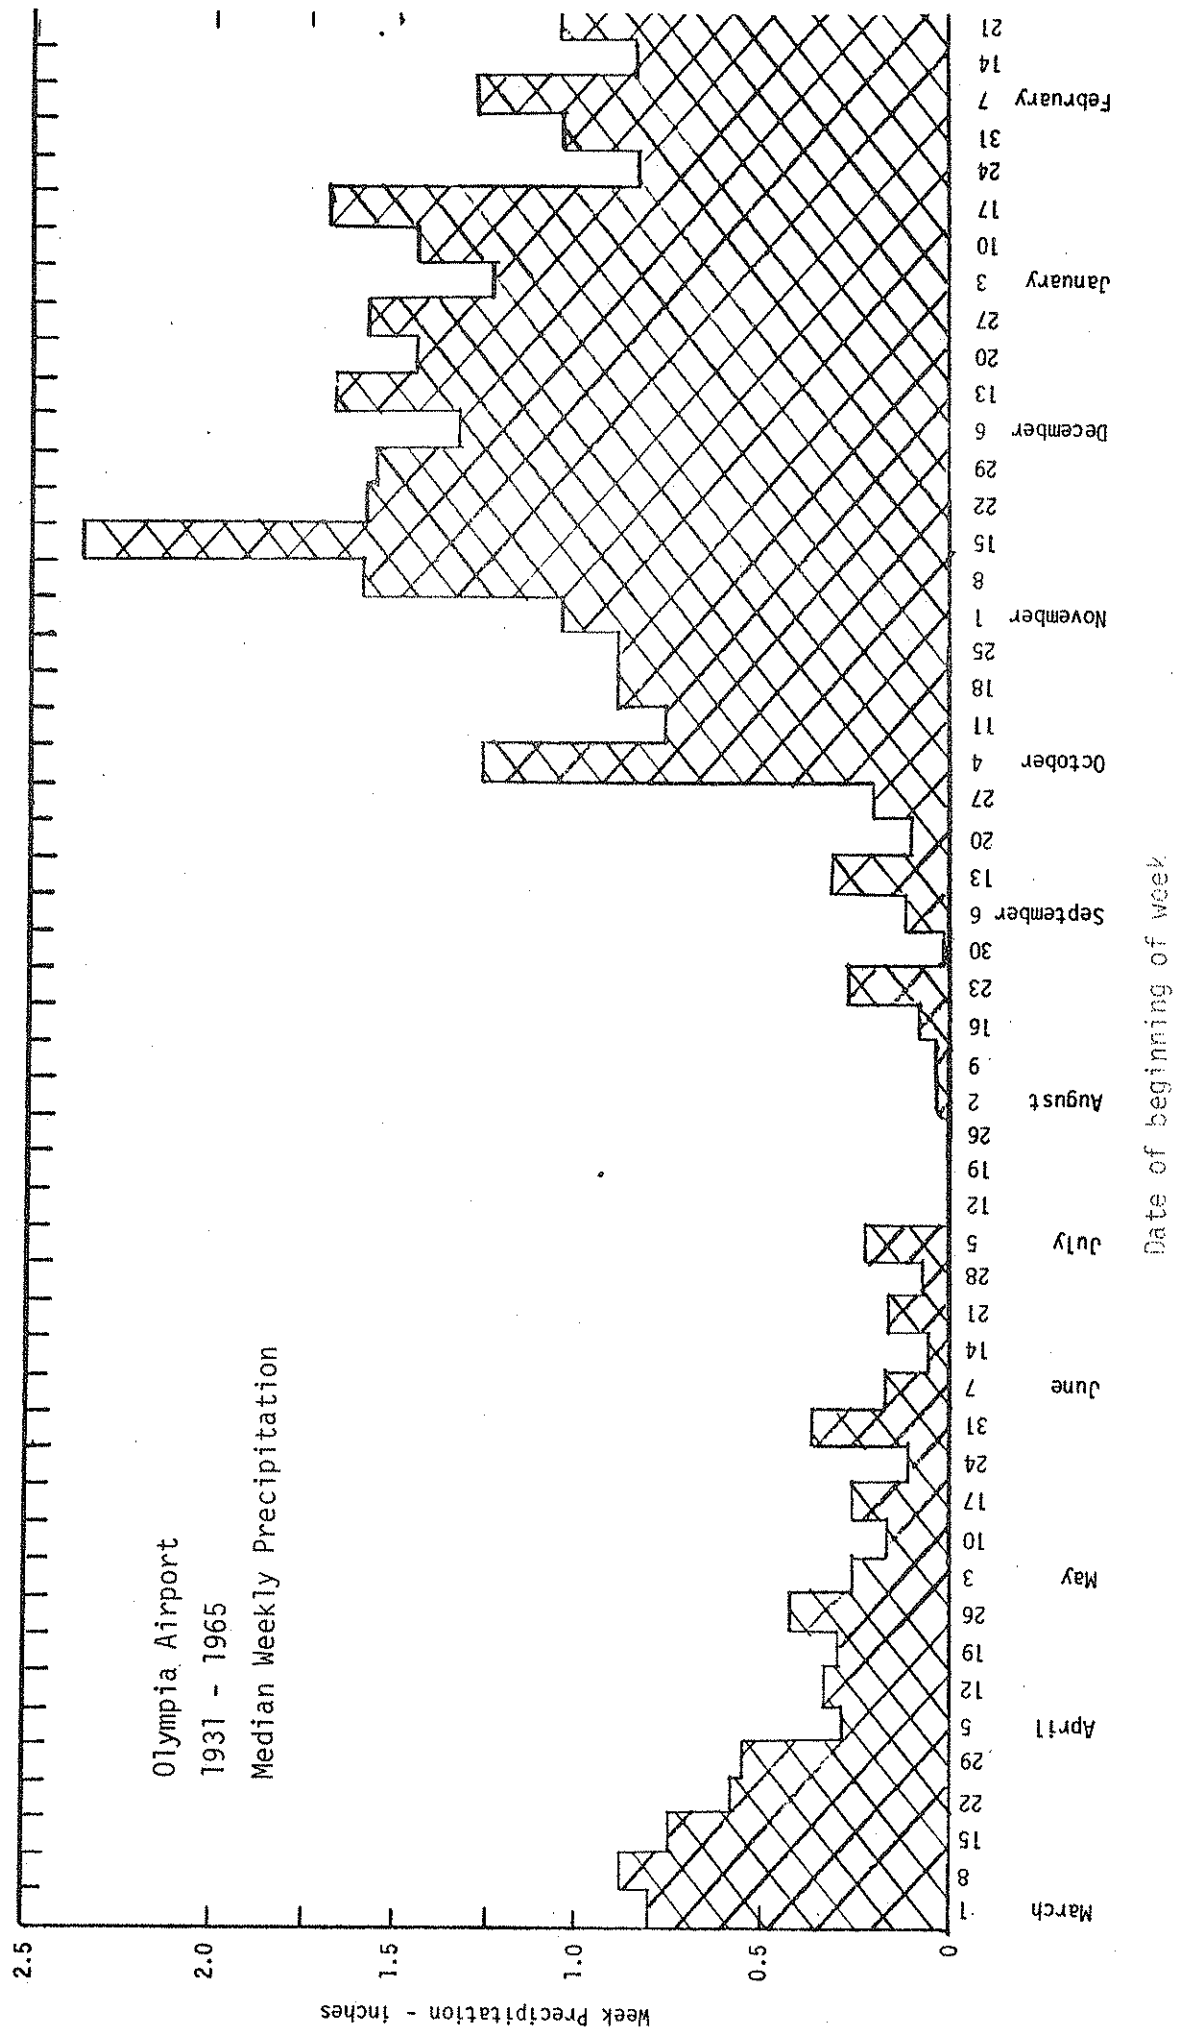 Olympia Airport
1931 - 1965
Median Weekly Precipitation
Week Precipitation - inches
2.5
2.0
1.5
1.0
0.5
0
1 8 15 22 29 5 12 19 26 3 10 17 24 31 7 14 21 28 5 12 19 26 2 9 16 23 30 6 13 20 27 4 11 18 25 1 8 15 22 29 6 13 20 27 3 10 17 24 31 7 14 21
March April May June July August September October November December January February
Date of beginning of week